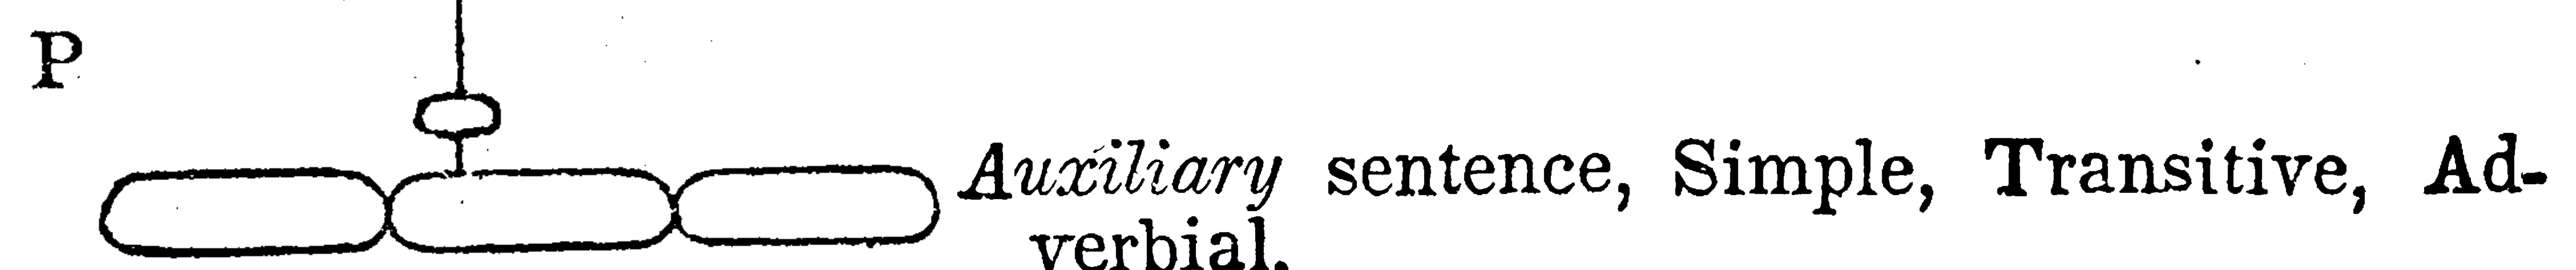 P
Auxiliary sentence, Simple, Transitive, Ad-
verbial.